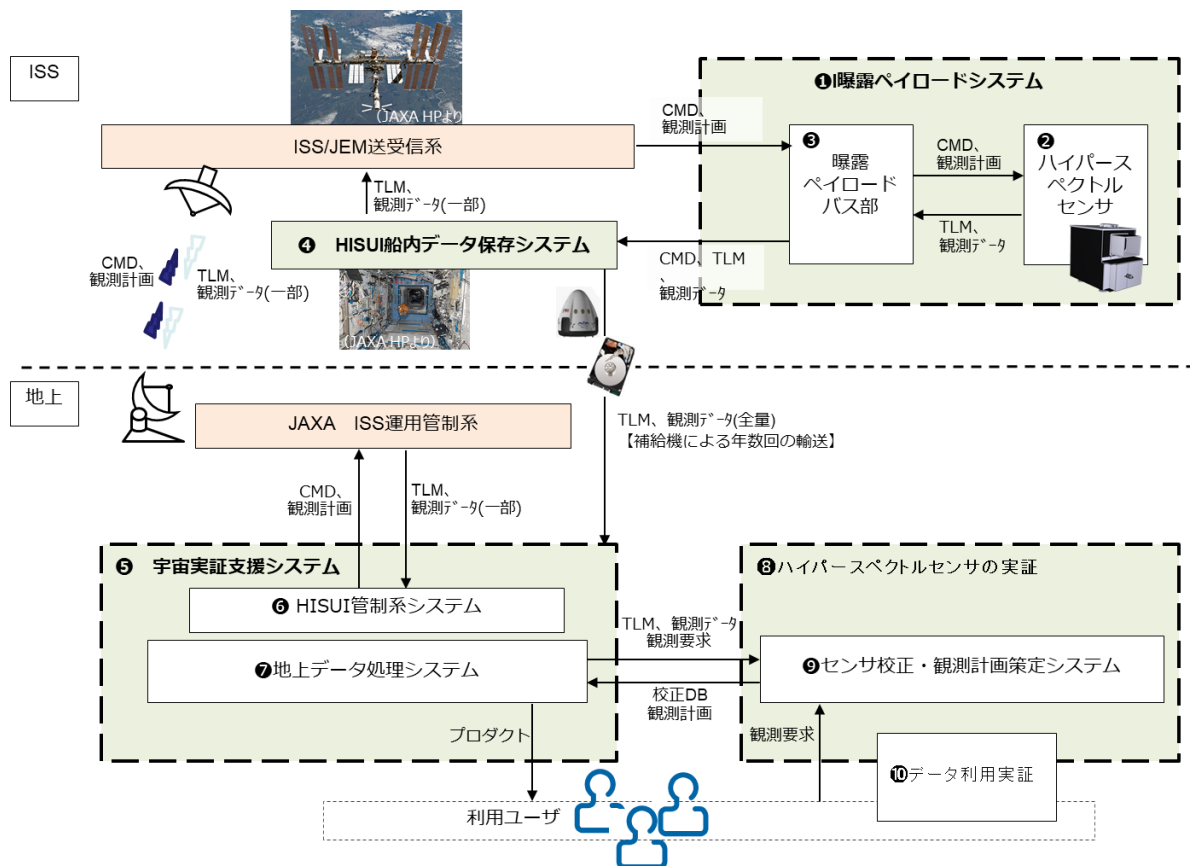 ISS
(JAXA HPより)
ISS/JEM送受信系
CMD、
観測計画
❶I曝露ペイロードシステム
❸
曝露
ペイロード
バス部
CMD、
観測計画
TLM、
観測ﾃﾞｰﾀ
❷
ハイパース
ペクトル
センサ
TLM、
観測ﾃﾞｰﾀ(一部)
❹ HISUI船内データ保存システム
CMD、TLM
、
観測ﾃﾞｰﾀ
CMD、
観測計画
TLM、
観測ﾃﾞｰﾀ(一部)
(JAXA HPより)
地上
JAXA ISS運用管制系
TLM、観測ﾃﾞｰﾀ(全量)
【補給機による年数回の輸送】
CMD、
観測計画
TLM、
観測ﾃﾞｰﾀ(一部)
❺ 宇宙実証支援システム
❻ HISUI管制系システム
❼地上データ処理システム
TLM、観測ﾃﾞｰﾀ
観測要求
校正DB
観測計画
❽ハイパースペクトルセンサの実証
❾センサ校正・観測計画策定システム
プロダクト
観測要求
❿データ利用実証
利用ユーザ